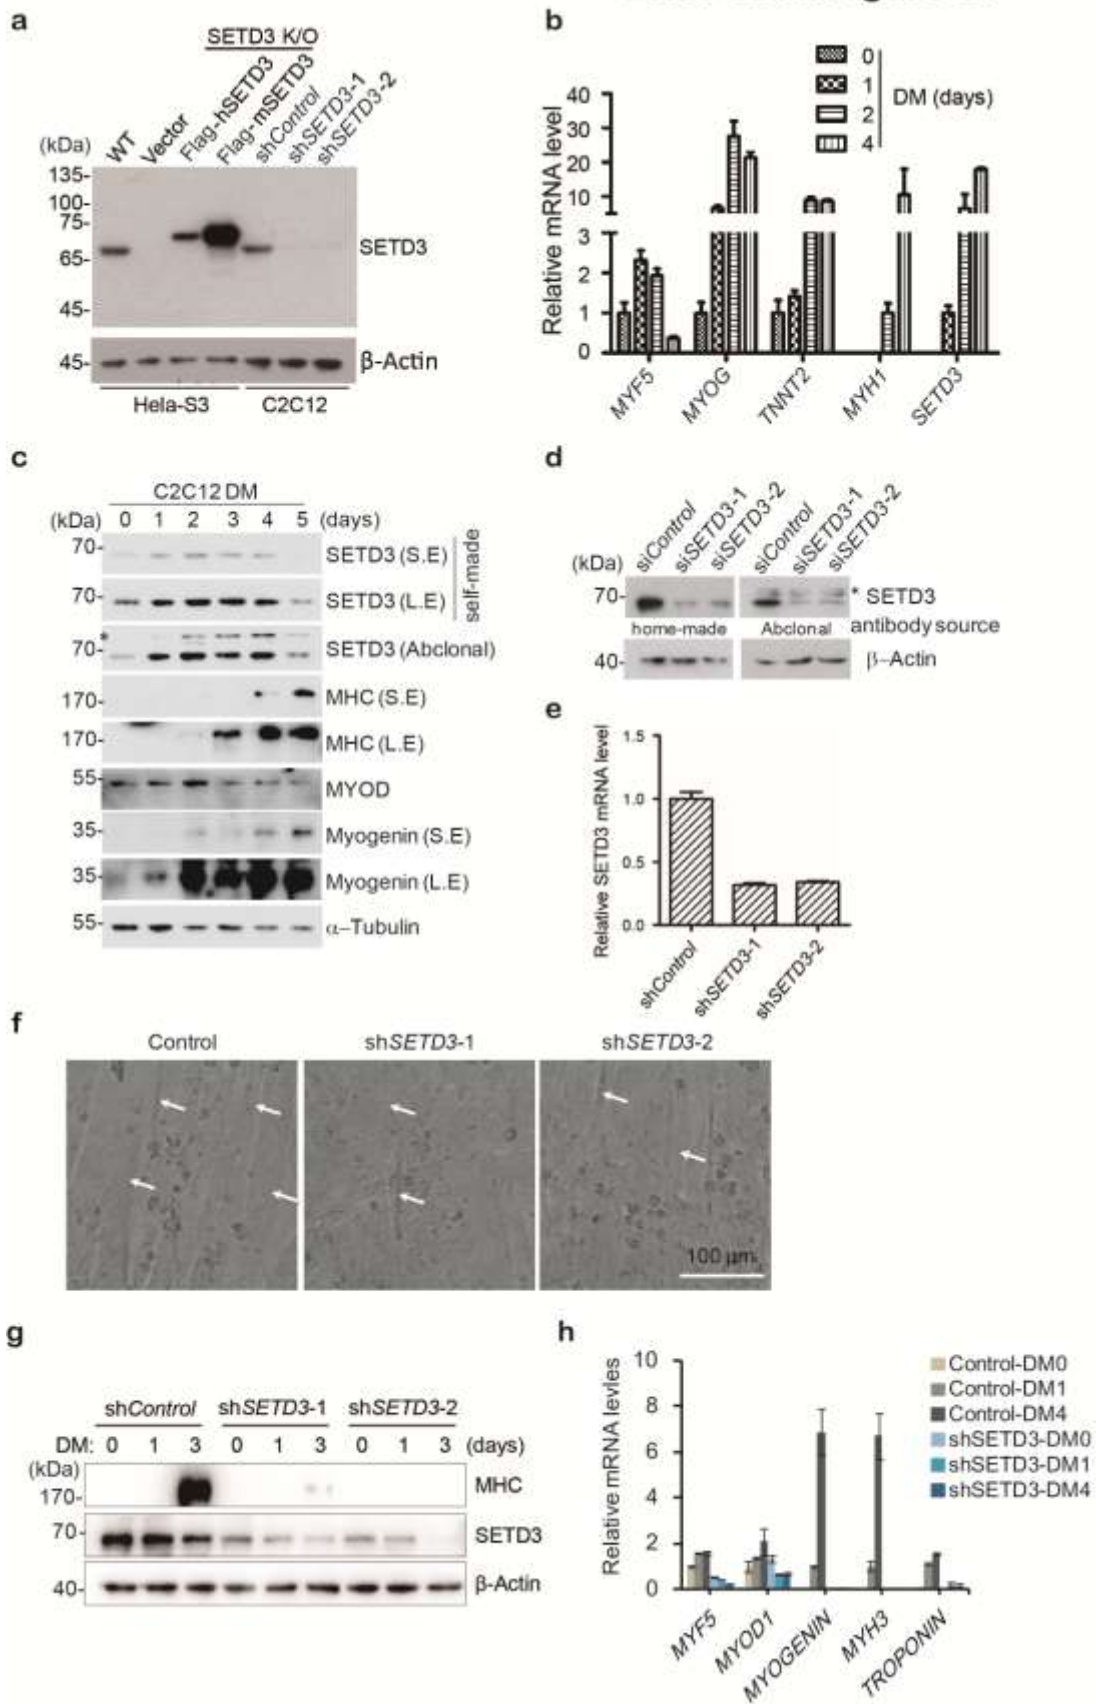 a
SETD3 K/O
(kDa)
WT
Vector
Flag-hSETD3
Flag-mSETD3
shControl
shSETD3-1
shSETD3-2
135-
100-
75-
65-
45-
SETD3
45-
β-Actin
Hela-S3
C2C12
b
0
1
2
4
DM (days)
Relative mRNA level
40
30
20
10
3
2
1
0
MYF5
MYOG
TNNT2
MYH1
SETD3
c
C2C12 DM
(kDa) 0 1 2 3 4 5 (days)
70-
SETD3 (S.E)
70-
SETD3 (L.E)
self-made
*
70-
SETD3 (Abclonal)
170-
MHC (S.E)
170-
MHC (L.E)
55-
MYOD
35-
Myogenin (S.E)
35-
Myogenin (L.E)
55-
α–Tubulin
d
siControl
siSETD3-1
siSETD3-2
siControl
siSETD3-1
siSETD3-2
(kDa)
70-
* SETD3
home-made
Abclonal
antibody source
40-
β–Actin
e
Relative SETD3 mRNA level
1.5
1.0
0.5
0.0
shControl
shSETD3-1
shSETD3-2
f
Control
shSETD3-1
shSETD3-2
100 µm
g
shControl shSETD3-1 shSETD3-2
DM: 0 1 3 0 1 3 0 1 3 (days)
(kDa)
170-
MHC
70-
SETD3
40-
β-Actin
h
Relative mRNA levles
10
8
6
4
2
0
Control-DM0
Control-DM1
Control-DM4
shSETD3-DM0
shSETD3-DM1
shSETD3-DM4
MYF5
MYOD1
MYOGENIN
MYH3
TROPONIN